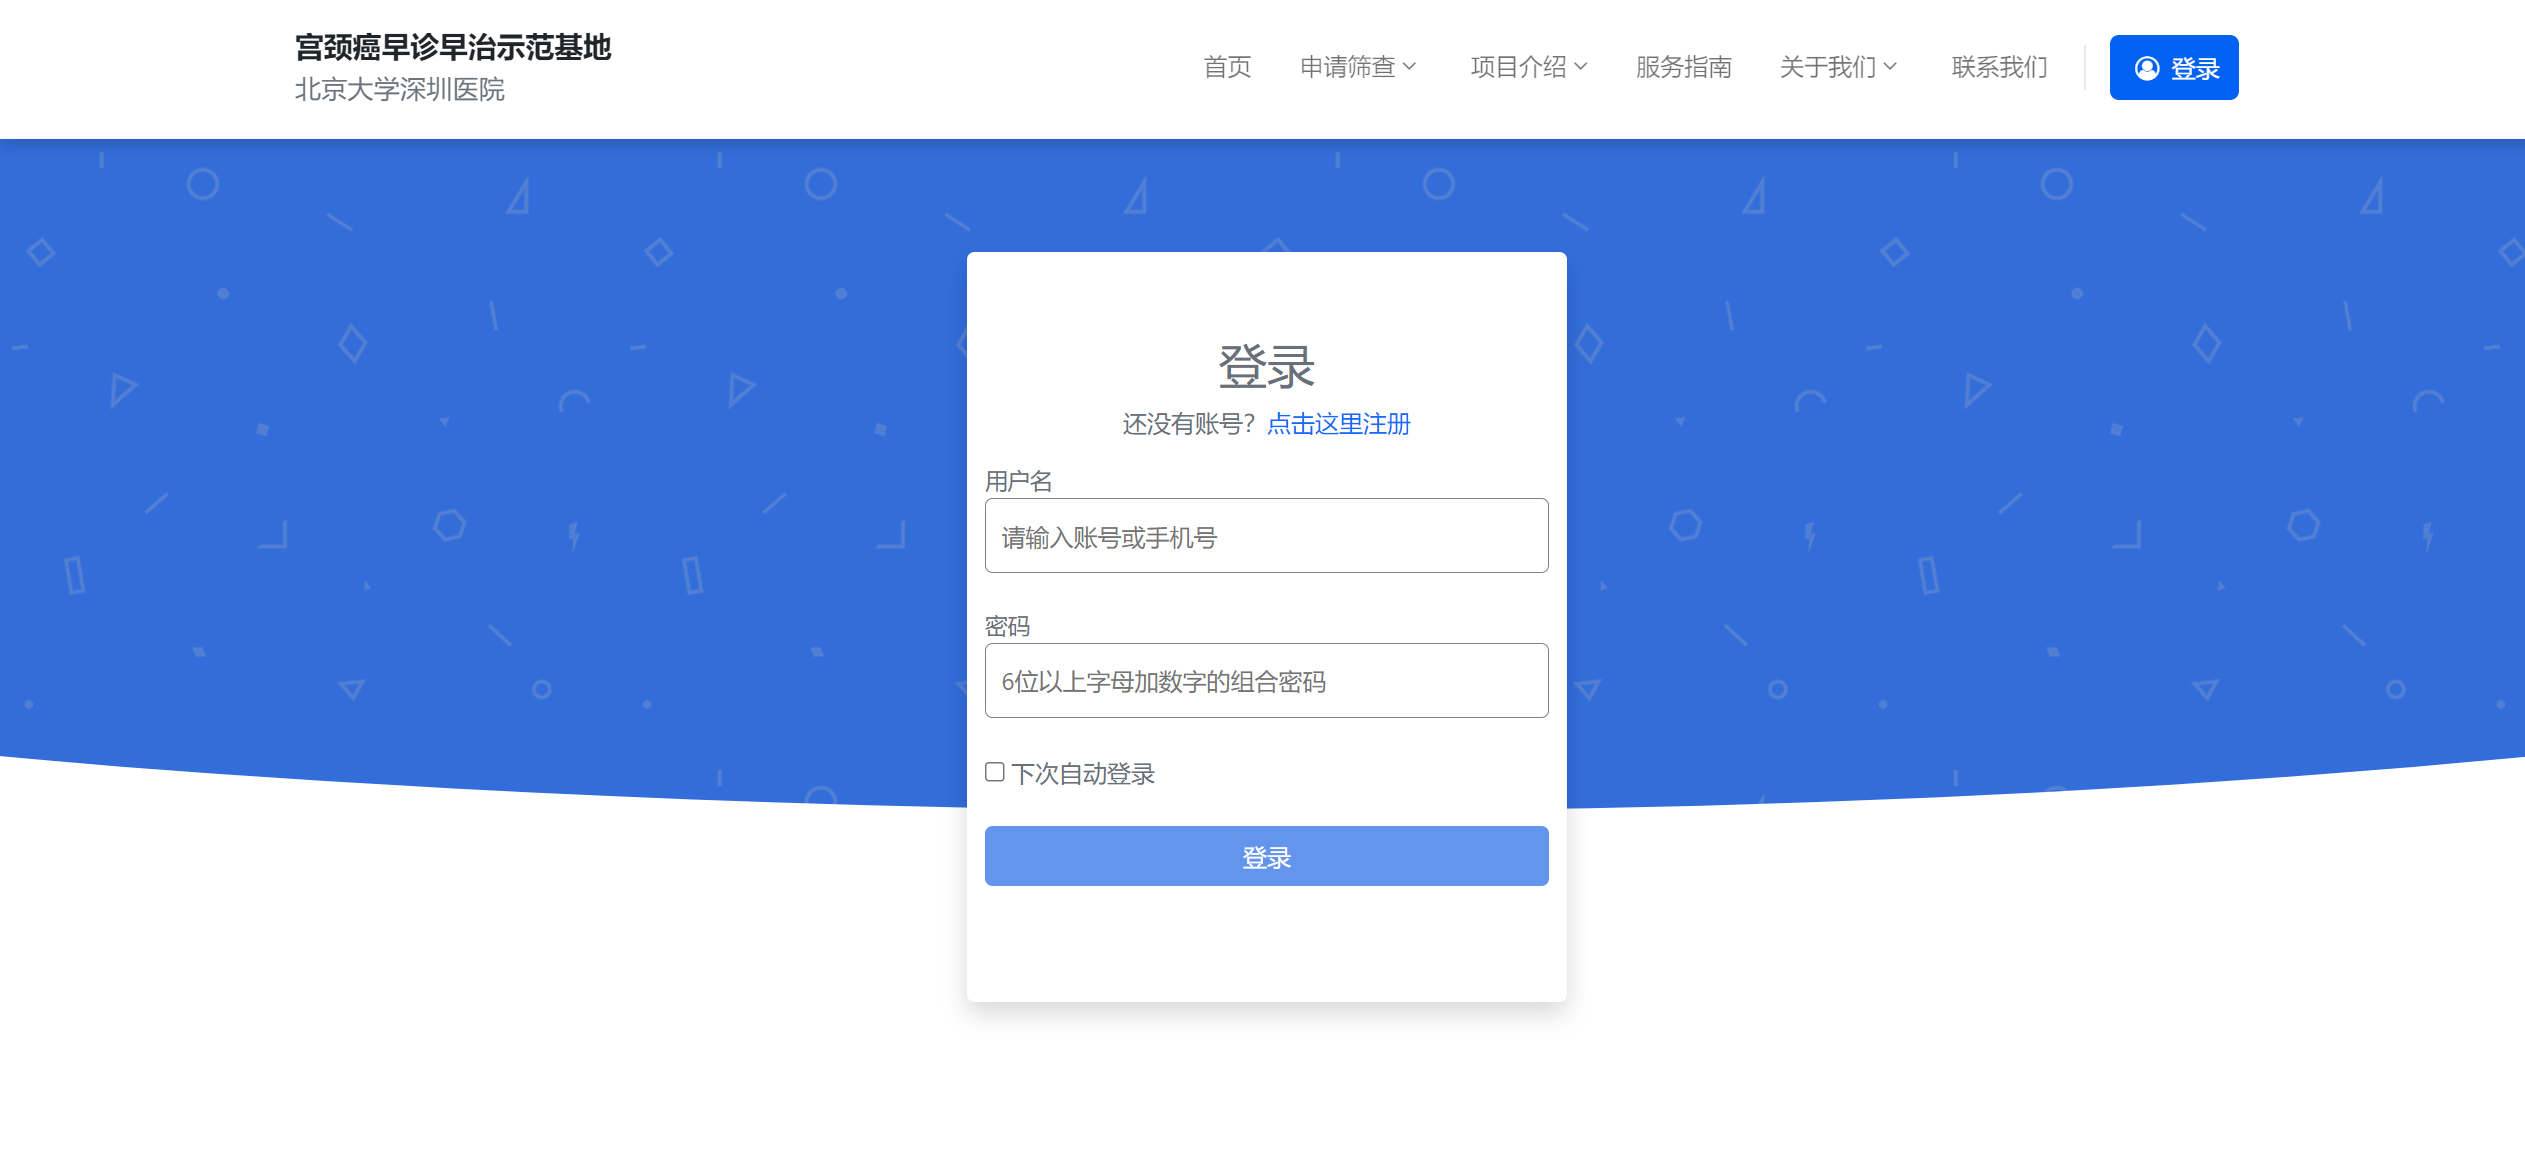 宫颈癌早诊早治示范基地
北京大学深圳医院
首页 申请筛查 项目介绍 服务指南 关于我们 联系我们 登录
登录
还没有账号？点击这里注册
用户名
请输入账号或手机号
密码
6位以上字母加数字的组合密码
下次自动登录
登录